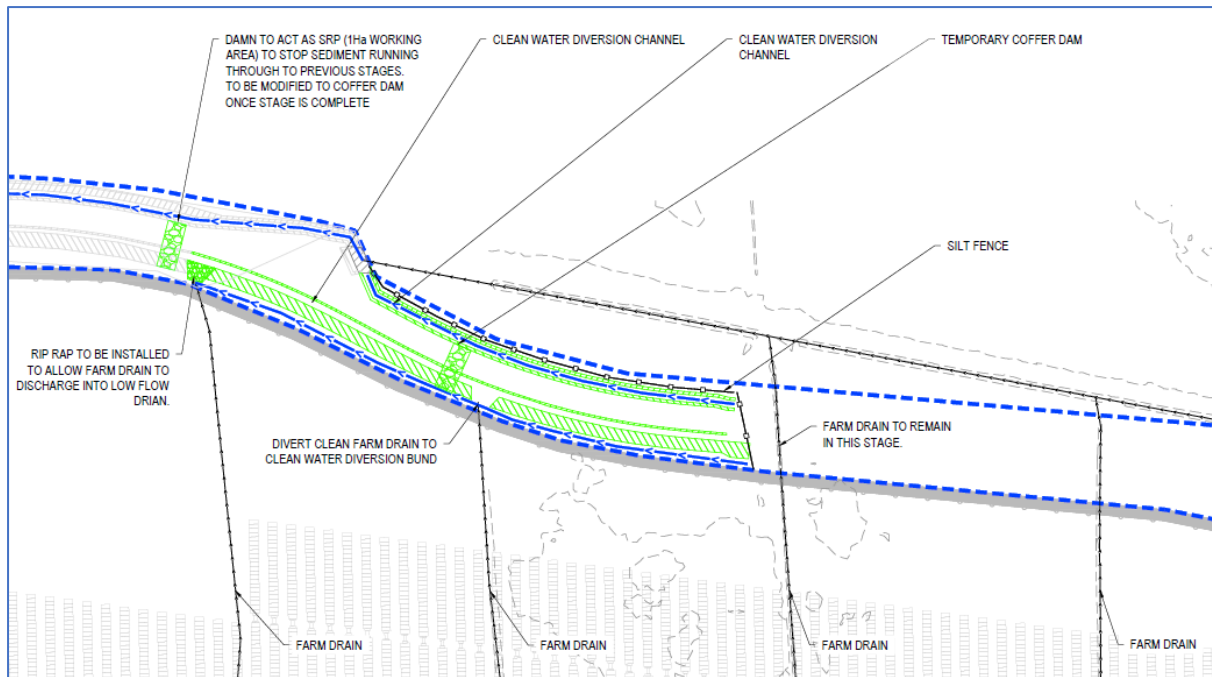 DAMN TO ACT AS SRP (1Ha WORKING
AREA) TO STOP SEDIMENT RUNNING
THROUGH TO PREVIOUS STAGES.
TO BE MODIFIED TO COFFER DAM
ONCE STAGE IS COMPLETE
CLEAN WATER DIVERSION CHANNEL
CLEAN WATER DIVERSION
CHANNEL
TEMPORARY COFFER DAM
SILT FENCE
RIP RAP TO BE INSTALLED
TO ALLOW FARM DRAIN TO
DISCHARGE INTO LOW FLOW
DRIAN.
DIVERT CLEAN FARM DRAIN TO
CLEAN WATER DIVERSION BUND
FARM DRAIN TO REMAIN
IN THIS STAGE.
FARM DRAIN
FARM DRAIN
FARM DRAIN
FARM DRAIN